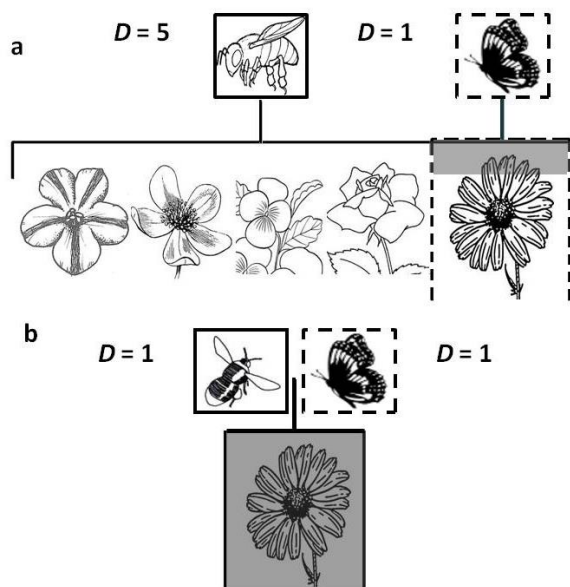 a D = 5 D = 1
b D = 1 D = 1